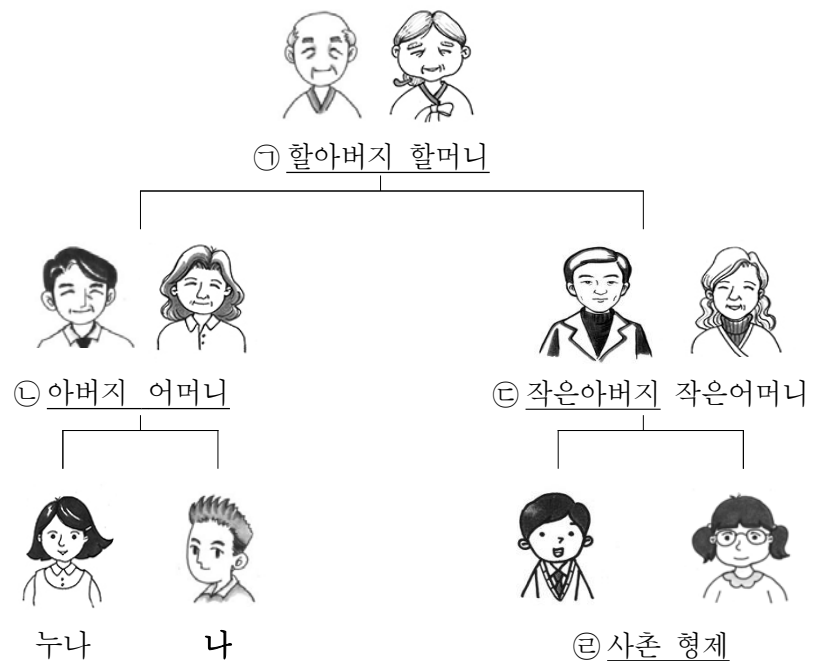 ㉠ 할아버지 할머니
㉡ 아버지 어머니
㉢ 작은아버지 작은어머니
누나
나
㉣ 사촌 형제